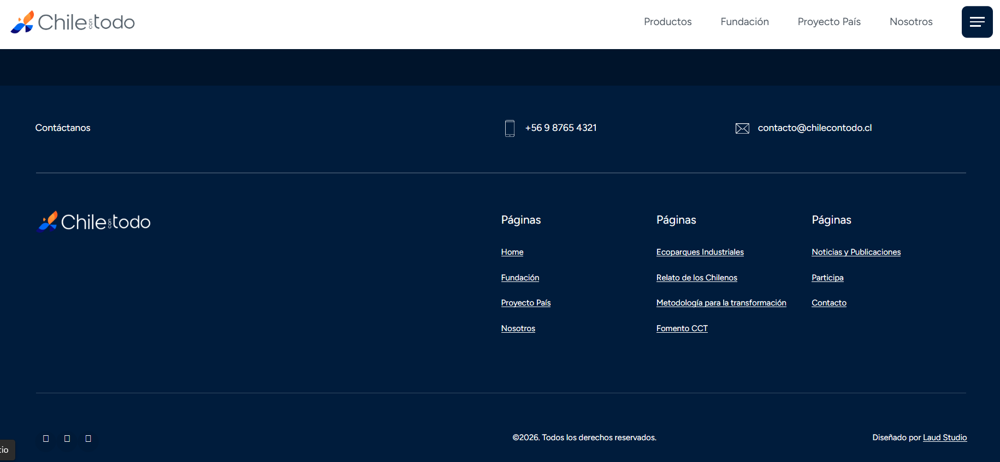 Chile con todo
Productos Fundación Proyecto País Nosotros
Contáctanos
+56 9 8765 4321
contacto@chilecontodo.cl
Chile con todo
Páginas
Home
Fundación
Proyecto País
Nosotros
Páginas
Ecoparques Industriales
Relato de los Chilenos
Metodología para la transformación
Fomento CCT
Páginas
Noticias y Publicaciones
Participa
Contacto
©2026. Todos los derechos reservados.
Diseñado por Laud Studio